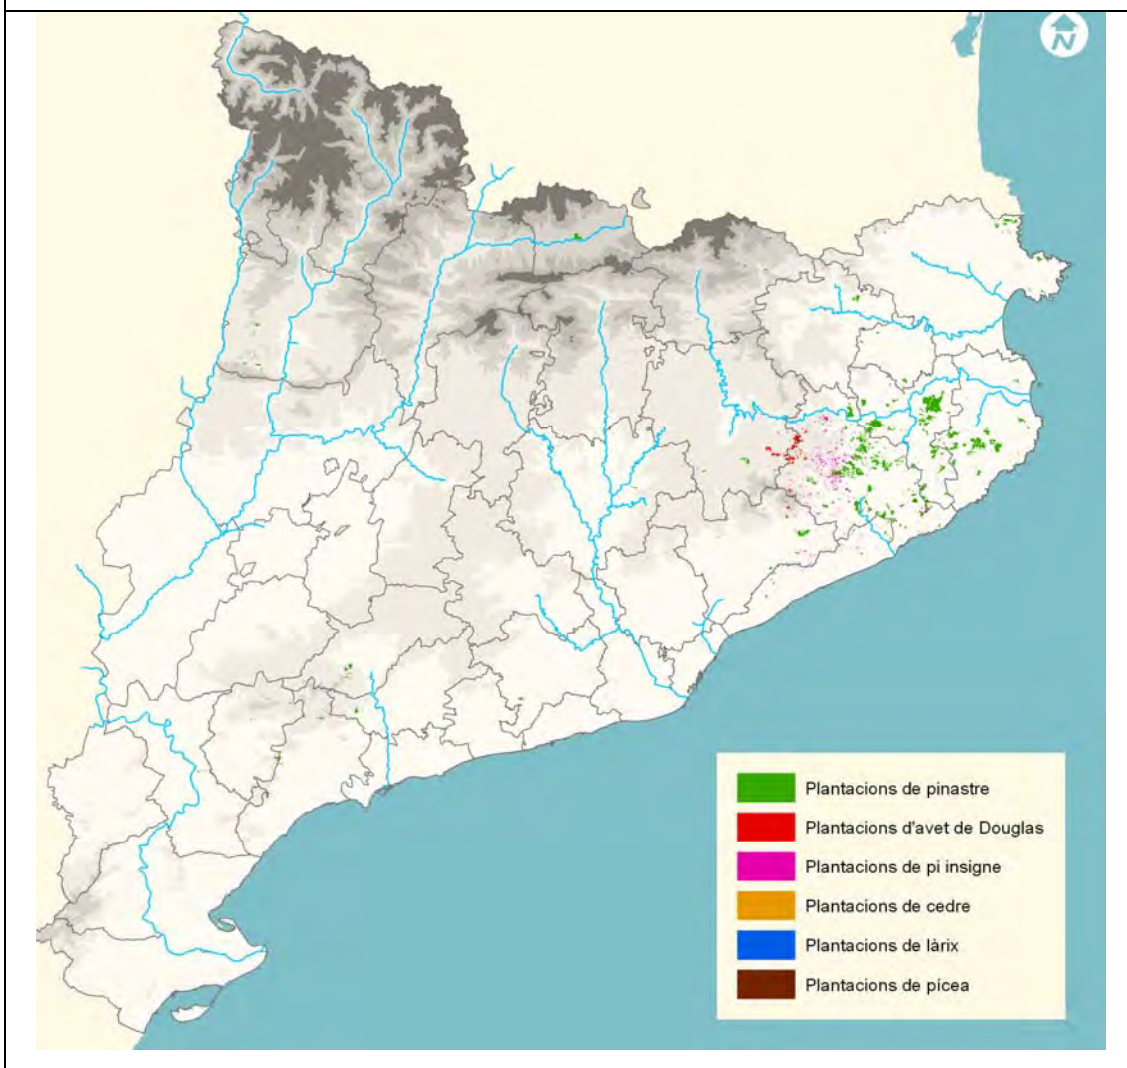 N
Plantacions de pinastre
Plantacions d'avet de Douglas
Plantacions de pi insigne
Plantacions de cedre
Plantacions de làrix
Plantacions de pícea